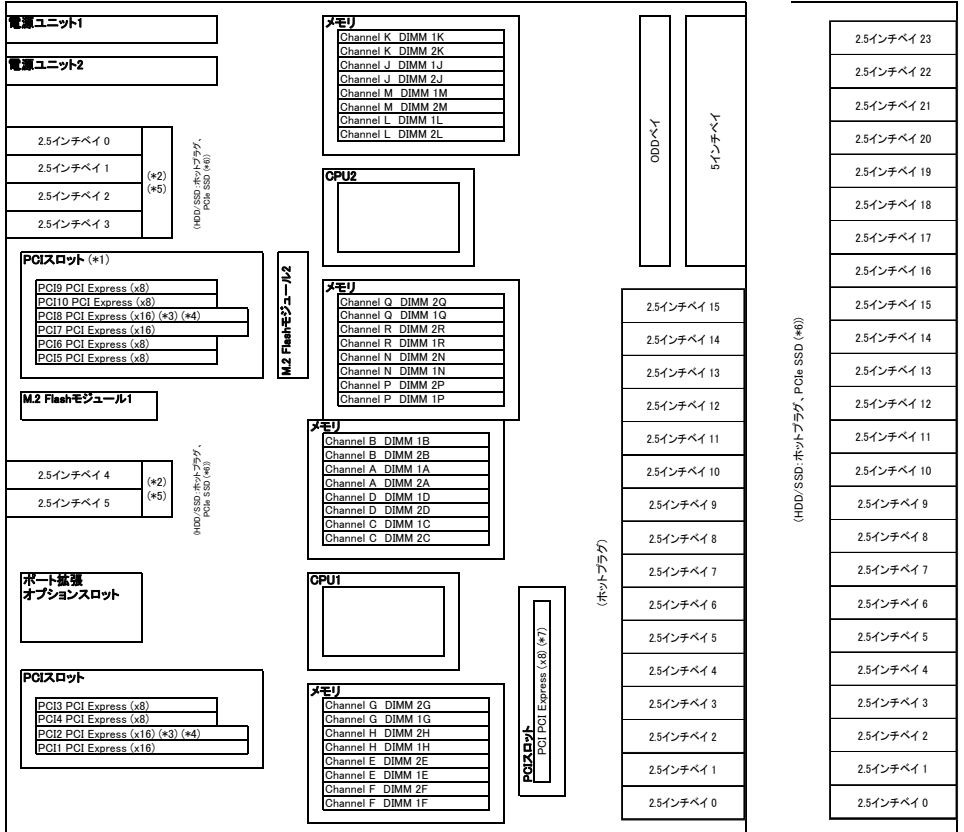 電源ユニット1
電源ユニット2
2.5インチベイ 0
2.5インチベイ 1
2.5インチベイ 2
2.5インチベイ 3
(*2)
(*5)
(HDD/SSD:ホットプラグ、
PCIe SSD (*6))
PCIスロット (*1)
PCI9 PCI Express (x8)
PCI10 PCI Express (x8)
PCI8 PCI Express (x16) (*3) (*4)
PCI7 PCI Express (x16)
PCI6 PCI Express (x8)
PCI5 PCI Express (x8)
M.2 Flashモジュール2
M.2 Flashモジュール1
2.5インチベイ 4
2.5インチベイ 5
(*2)
(*5)
(HDD/SSD:ホットプラグ、
PCIe SSD (*6))
ポート拡張
オプションスロット
PCIスロット
PCI3 PCI Express (x8)
PCI4 PCI Express (x8)
PCI2 PCI Express (x16) (*3) (*4)
PCI1 PCI Express (x16)
メモリ
Channel K DIMM 1K
Channel K DIMM 2K
Channel J DIMM 1J
Channel J DIMM 2J
Channel M DIMM 1M
Channel M DIMM 2M
Channel L DIMM 1L
Channel L DIMM 2L
CPU2
メモリ
Channel Q DIMM 2Q
Channel Q DIMM 1Q
Channel R DIMM 2R
Channel R DIMM 1R
Channel N DIMM 2N
Channel N DIMM 1N
Channel P DIMM 2P
Channel P DIMM 1P
メモリ
Channel B DIMM 1B
Channel B DIMM 2B
Channel A DIMM 1A
Channel A DIMM 2A
Channel D DIMM 1D
Channel D DIMM 2D
Channel C DIMM 1C
Channel C DIMM 2C
CPU1
メモリ
Channel G DIMM 2G
Channel G DIMM 1G
Channel H DIMM 2H
Channel H DIMM 1H
Channel E DIMM 2E
Channel E DIMM 1E
Channel F DIMM 2F
Channel F DIMM 1F
PCIスロット
PCI PCI Express (x8) (*7)
ODDベイ
5インチベイ
(ホットプラグ)
2.5インチベイ 15
2.5インチベイ 14
2.5インチベイ 13
2.5インチベイ 12
2.5インチベイ 11
2.5インチベイ 10
2.5インチベイ 9
2.5インチベイ 8
2.5インチベイ 7
2.5インチベイ 6
2.5インチベイ 5
2.5インチベイ 4
2.5インチベイ 3
2.5インチベイ 2
2.5インチベイ 1
2.5インチベイ 0
(HDD/SSD:ホットプラグ、PCIe SSD (*6))
2.5インチベイ 23
2.5インチベイ 22
2.5インチベイ 21
2.5インチベイ 20
2.5インチベイ 19
2.5インチベイ 18
2.5インチベイ 17
2.5インチベイ 16
2.5インチベイ 15
2.5インチベイ 14
2.5インチベイ 13
2.5インチベイ 12
2.5インチベイ 11
2.5インチベイ 10
2.5インチベイ 9
2.5インチベイ 8
2.5インチベイ 7
2.5インチベイ 6
2.5インチベイ 5
2.5インチベイ 4
2.5インチベイ 3
2.5インチベイ 2
2.5インチベイ 1
2.5インチベイ 0